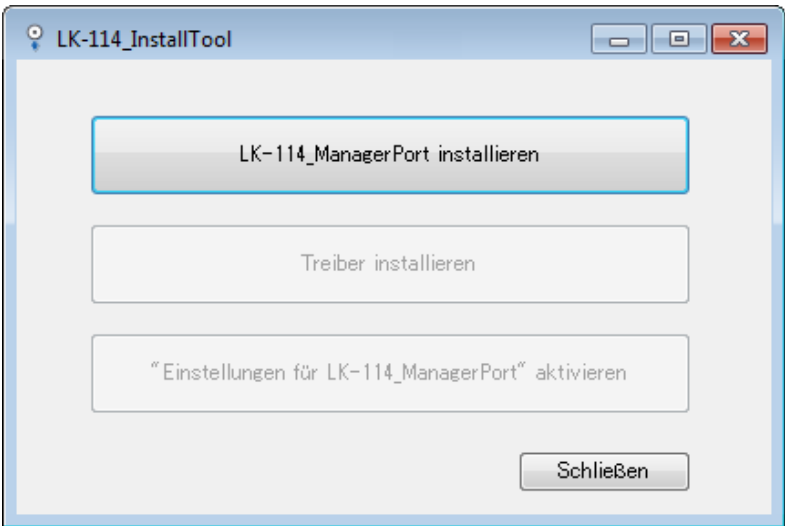 LK-114_InstallTool
LK-114_ManagerPort installieren
Treiber installieren
"Einstellungen für LK-114_ManagerPort" aktivieren
Schließen